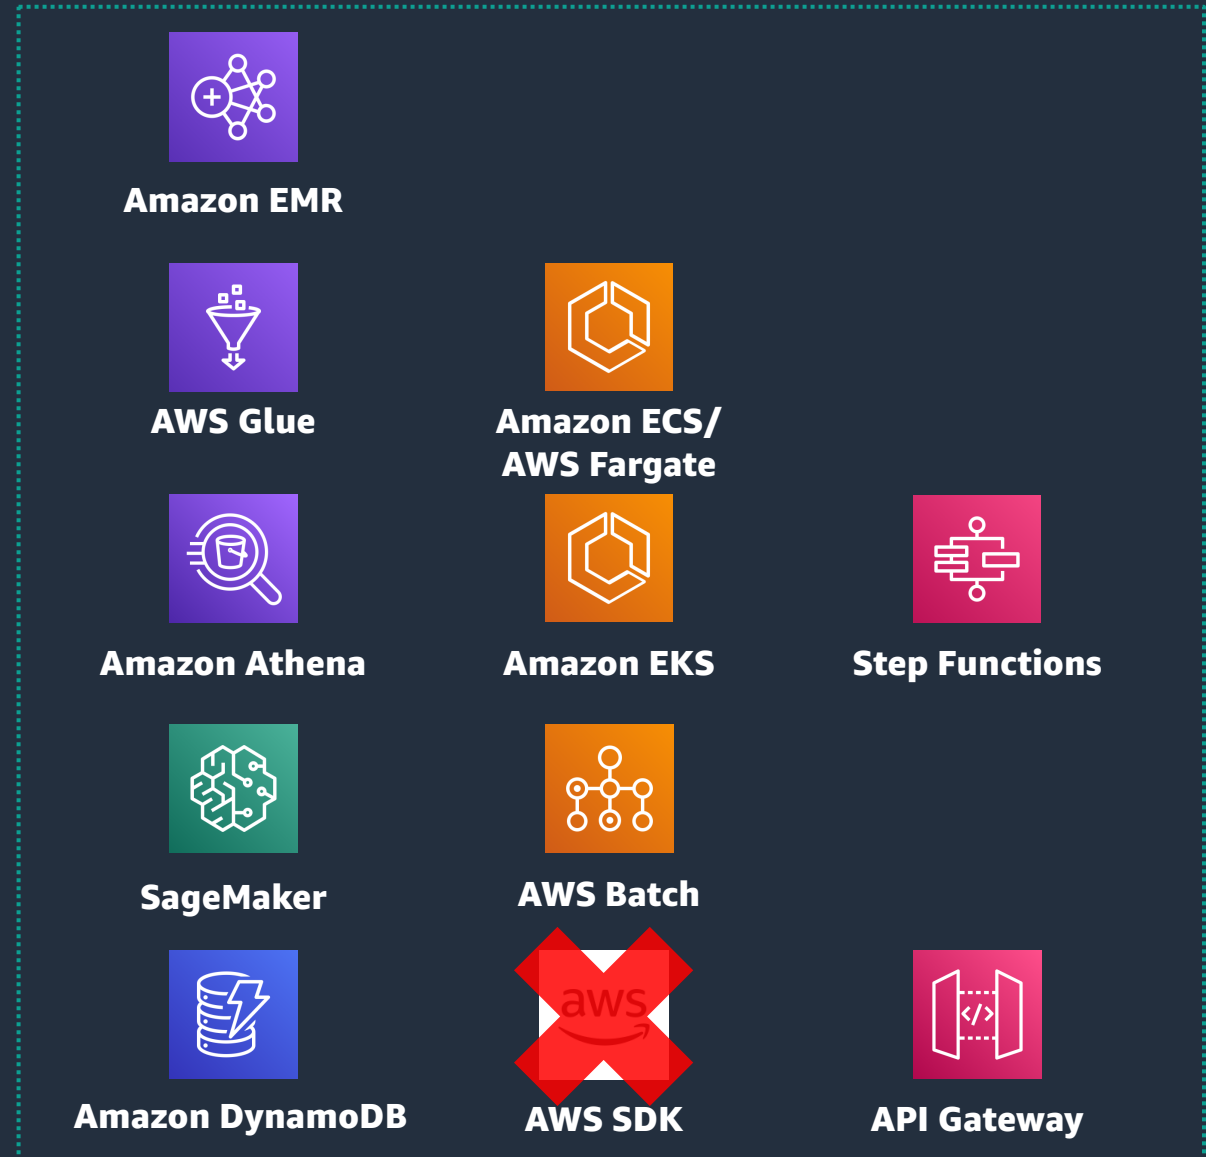 Amazon EMR
AWS Glue
Amazon ECS/
AWS Fargate
Amazon Athena
Amazon EKS
Step Functions
SageMaker
AWS Batch
aws
</>
Amazon DynamoDB
AWS SDK
API Gateway